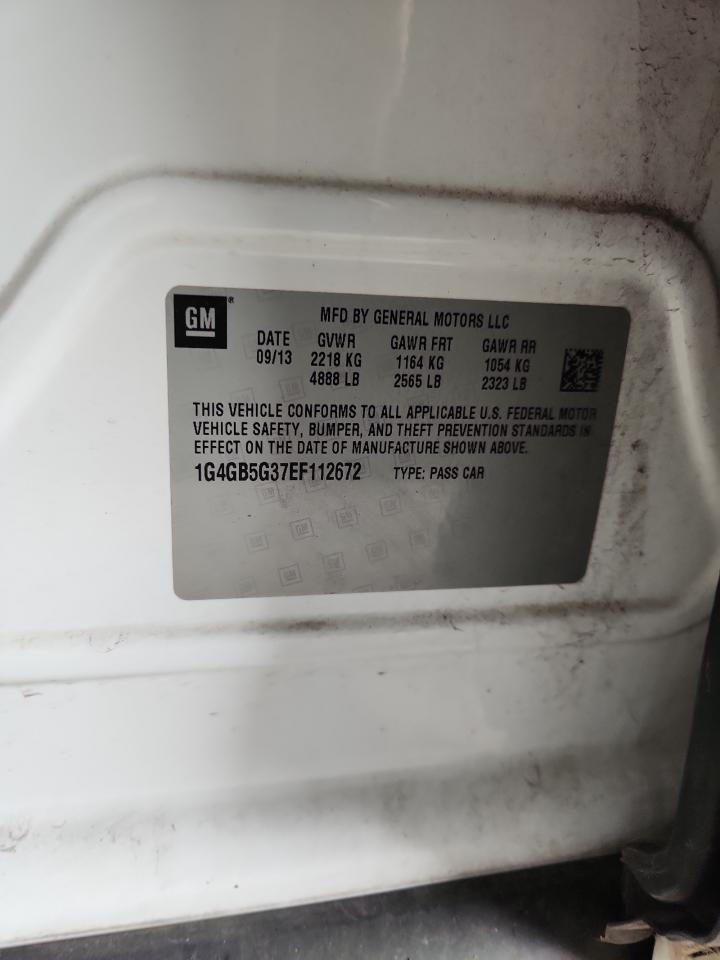 GM ®
MFD BY GENERAL MOTORS LLC
DATE GVWR GAWR FRT GAWR RR
09/13 2218 KG 1164 KG 1054 KG
4888 LB 2565 LB 2323 LB
THIS VEHICLE CONFORMS TO ALL APPLICABLE U.S. FEDERAL MOTOR
VEHICLE SAFETY, BUMPER, AND THEFT PREVENTION STANDARDS IN
EFFECT ON THE DATE OF MANUFACTURE SHOWN ABOVE.
1G4GB5G37EF112672 TYPE: PASS CAR